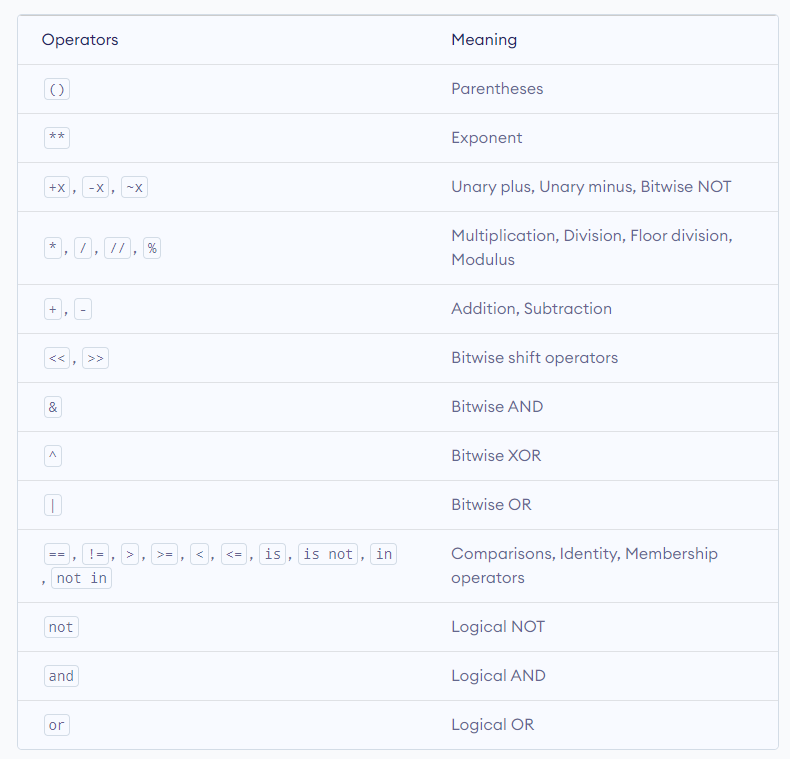 Operators Meaning
() Parentheses
** Exponent
+x, -x, ~x Unary plus, Unary minus, Bitwise NOT
*, /, //, % Multiplication, Division, Floor division,
Modulus
+, - Addition, Subtraction
<<, >> Bitwise shift operators
& Bitwise AND
^ Bitwise XOR
| Bitwise OR
==, !=, >, >=, <, <=, is, is not, in Comparisons, Identity, Membership
, not in operators
not Logical NOT
and Logical AND
or Logical OR